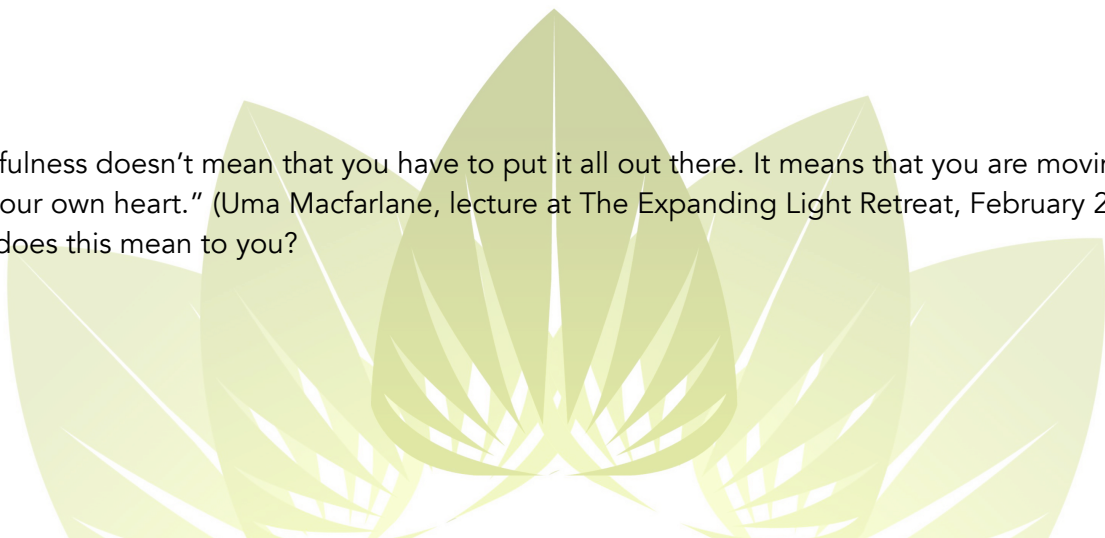 fulness doesn’t mean that you have to put it all out there. It means that you are movin
our own heart.” (Uma Macfarlane, lecture at The Expanding Light Retreat, February 2
does this mean to you?